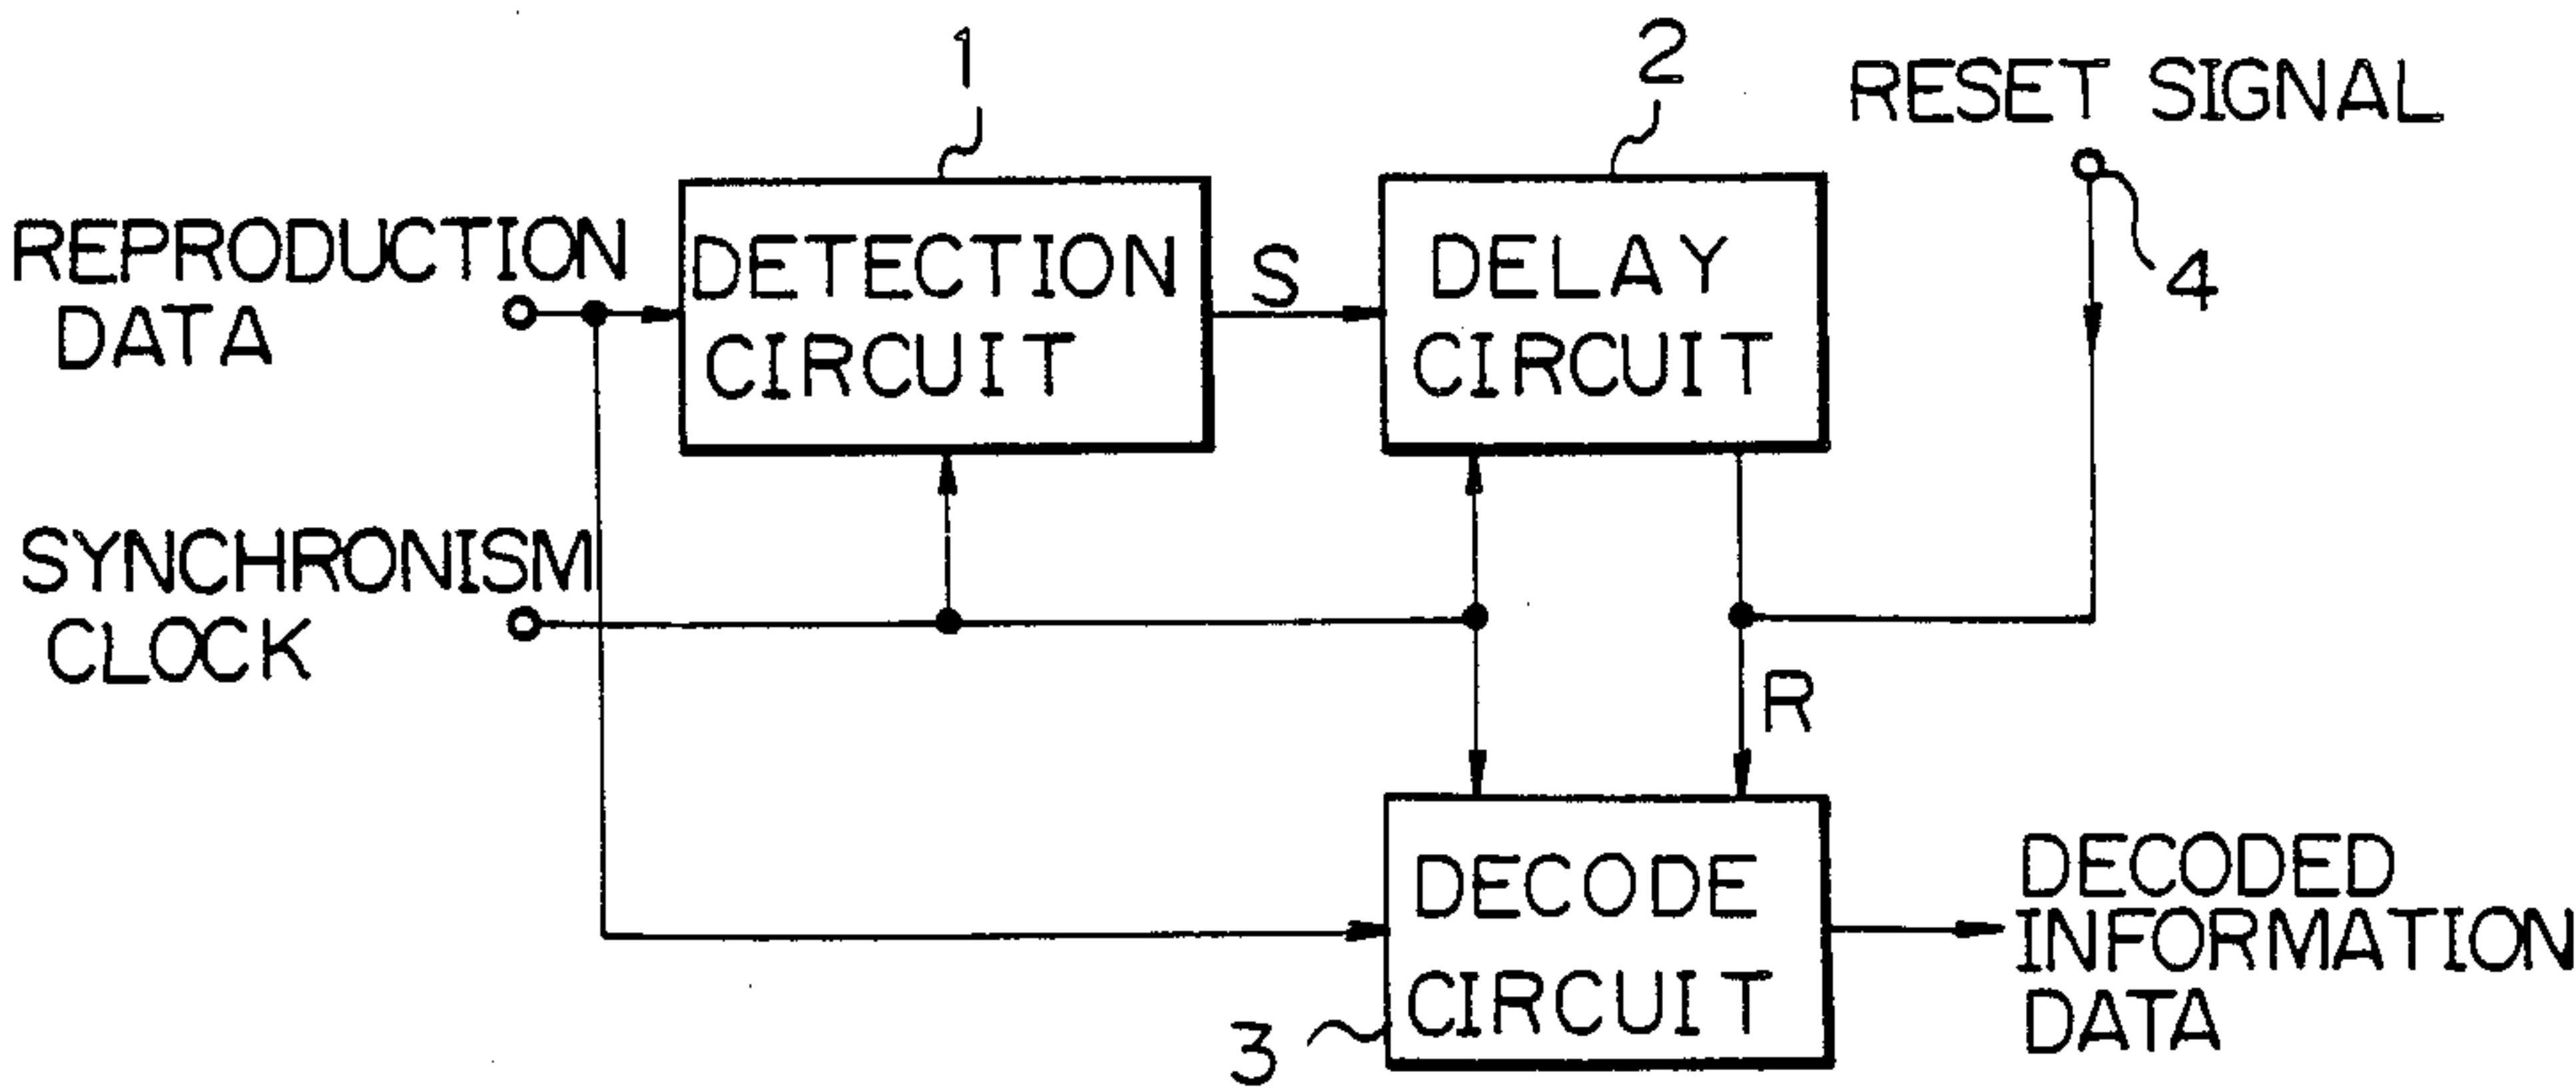 1
2
RESET SIGNAL
REPRODUCTION
DATA
DETECTION
CIRCUIT
S
DELAY
CIRCUIT
4
SYNCHRONISM
CLOCK
R
DECODE
CIRCUIT
3
DECODED
INFORMATION
DATA